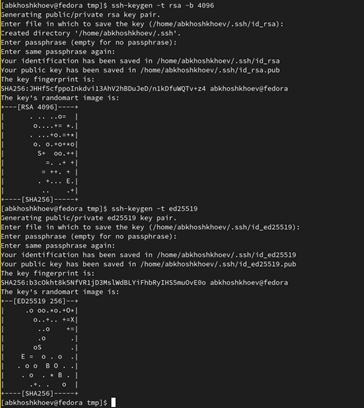 [abkhoshkhoev@fedora tmp]$ ssh-keygen -t rsa -b 4096
Generating public/private rsa key pair.
Enter file in which to save the key (/home/abkhoshkhoev/.ssh/id_rsa):
Created directory '/home/abkhoshkhoev/.ssh'.
Enter passphrase (empty for no passphrase):
Enter same passphrase again:
Your identification has been saved in /home/abkhoshkhoev/.ssh/id_rsa
Your public key has been saved in /home/abkhoshkhoev/.ssh/id_rsa.pub
The key fingerprint is:
SHA256:JHHf5cfppoInkdvi13AhV2hBDuJeD/n1kDfuWQTv+z4 abkhoshkhoev@fedora
The key's randomart image is:
+---[RSA 4096]----+
| . .. ..o= |
| o....+= +.|
| . ...+o.=+*|
| o. o.+o*+o|
| S+ oo.++|
| =. .+ +|
| = ++. + |
| . +... E.|
| .. .+|
+----[SHA256]-----+
[abkhoshkhoev@fedora tmp]$ ssh-keygen -t ed25519
Generating public/private ed25519 key pair.
Enter file in which to save the key (/home/abkhoshkhoev/.ssh/id_ed25519):
Enter passphrase (empty for no passphrase):
Enter same passphrase again:
Your identification has been saved in /home/abkhoshkhoev/.ssh/id_ed25519
Your public key has been saved in /home/abkhoshkhoev/.ssh/id_ed25519.pub
The key fingerprint is:
SHA256:b3cOkht8k5NfVR1jD3MslWdBLYiFhbRyIHS5muOvE0o abkhoshkhoev@fedora
The key's randomart image is:
+--[ED25519 256]--+
| .o oo.*o.+O+|
| o..+.. +=X|
| ..o +=|
| .o .|
| oS |
| E = o . o .|
| . o o B O . .|
| . o . * B . |
| .+. . o |
+----[SHA256]-----+
[abkhoshkhoev@fedora tmp]$